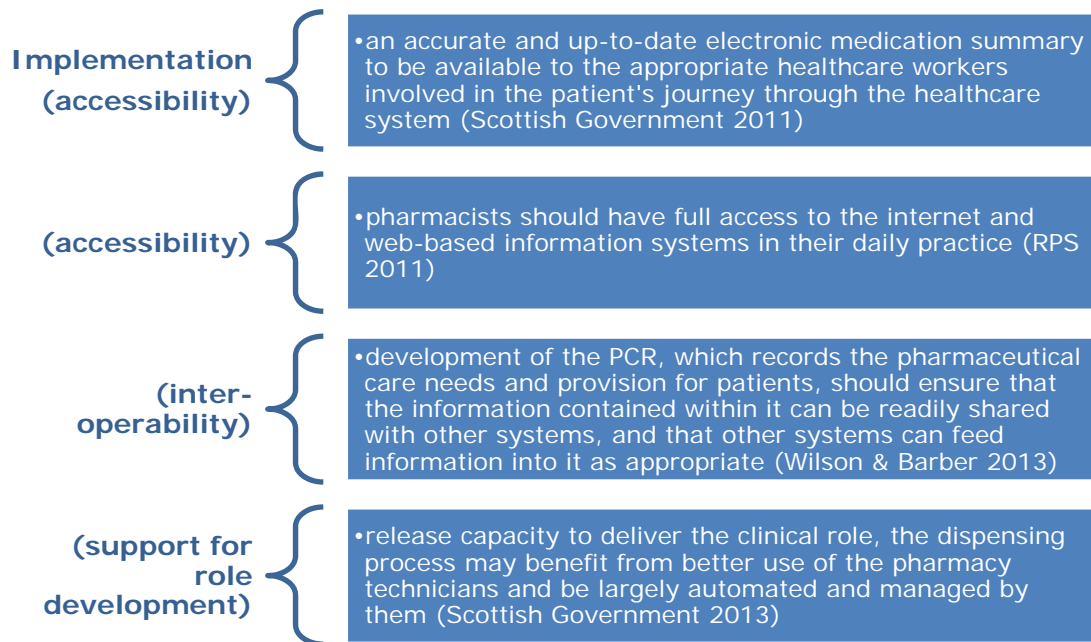 Implementation
(accessibility)
•an accurate and up-to-date electronic medication summary
to be available to the appropriate healthcare workers
involved in the patient's journey through the healthcare
system (Scottish Government 2011)
(accessibility)
•pharmacists should have full access to the internet and
web-based information systems in their daily practice (RPS
2011)
(inter-
operability)
•development of the PCR, which records the pharmaceutical
care needs and provision for patients, should ensure that
the information contained within it can be readily shared
with other systems, and that other systems can feed
information into it as appropriate (Wilson & Barber 2013)
(support for
role
development)
•release capacity to deliver the clinical role, the dispensing
process may benefit from better use of the pharmacy
technicians and be largely automated and managed by
them (Scottish Government 2013)